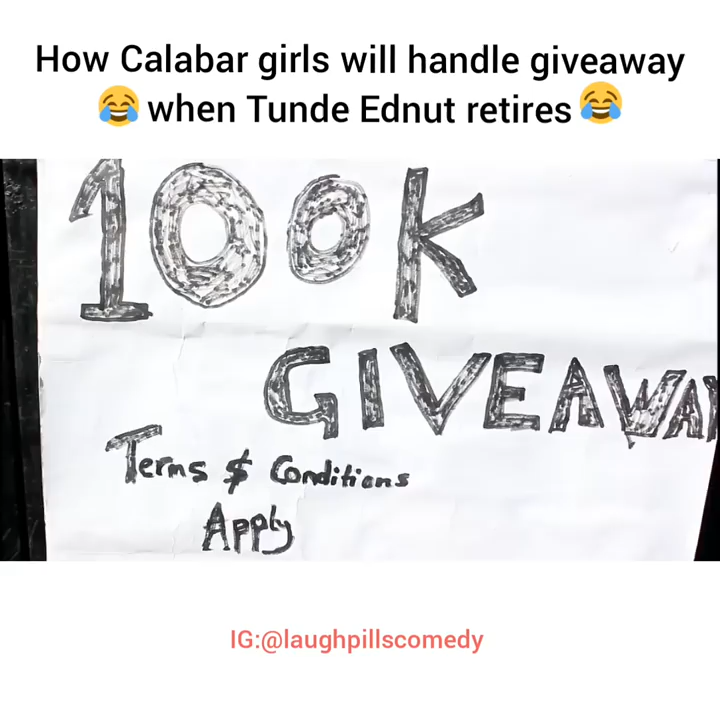 How Calabar girls will handle giveaway
😂 when Tunde Ednut retires 😂
100K
GIVEAWAY
Terms $ Conditions
Apply
IG:@laughpillscomedy